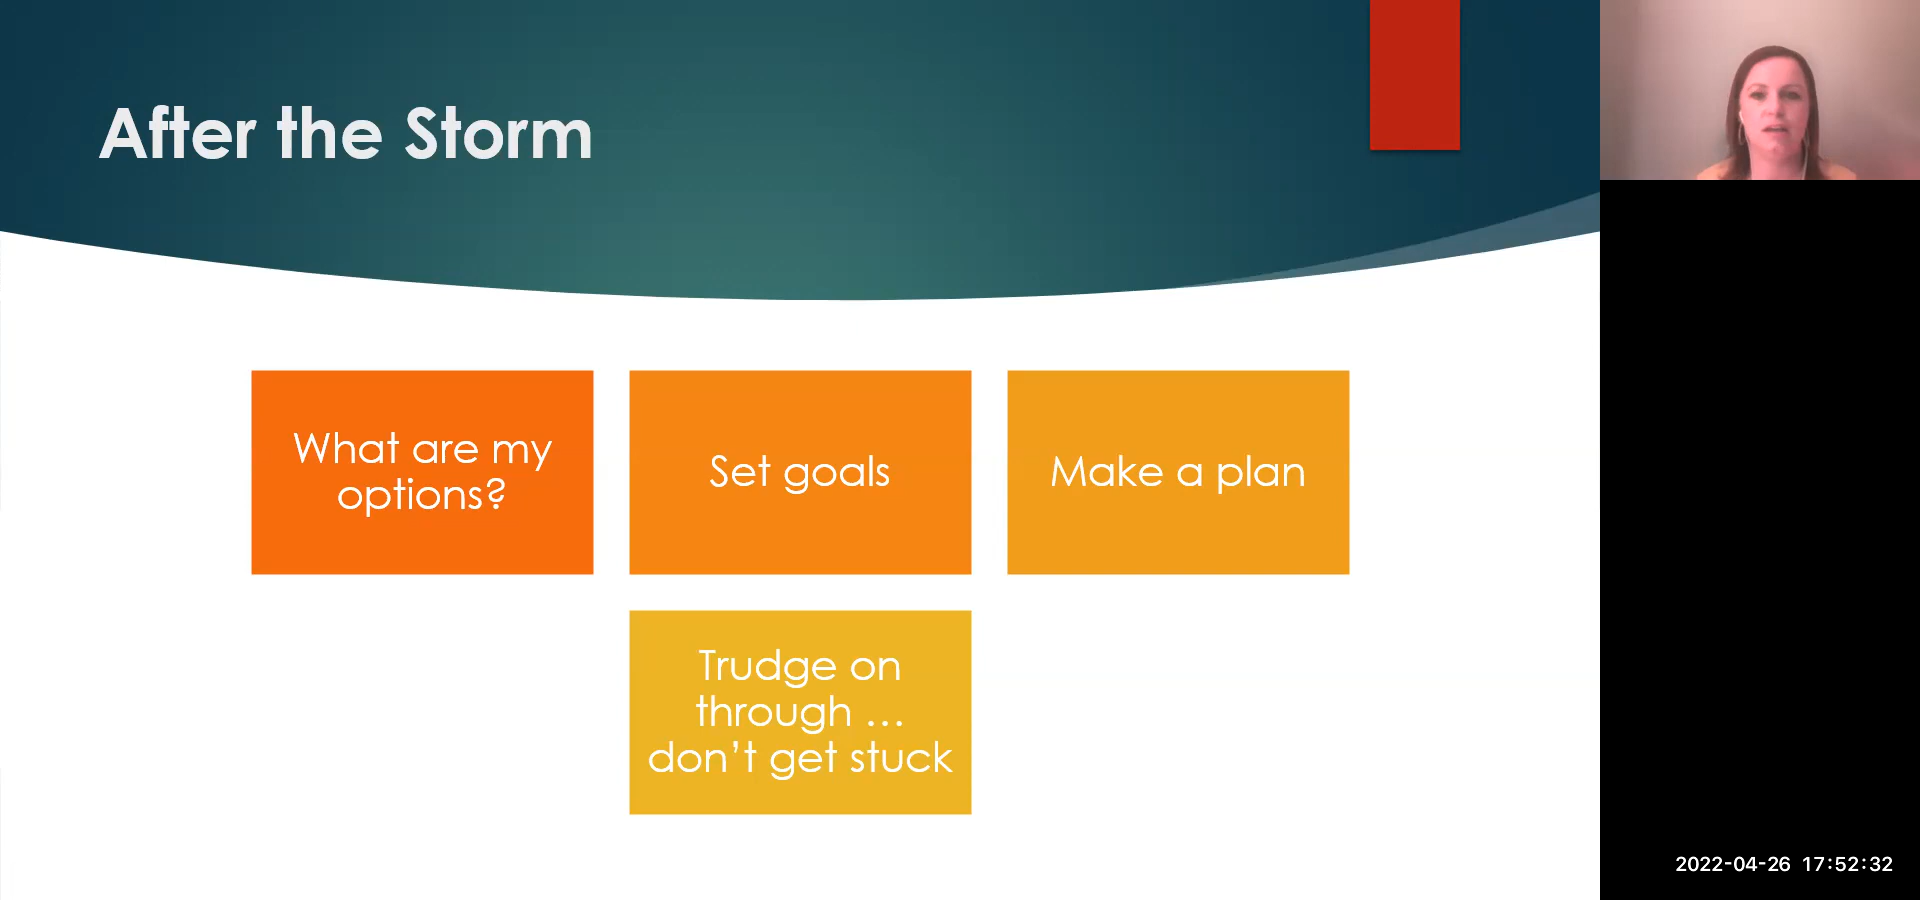 After the Storm
What are my
options?
Set goals
Make a plan
Trudge on
through …
don’t get stuck
2022-04-26 17:52:32